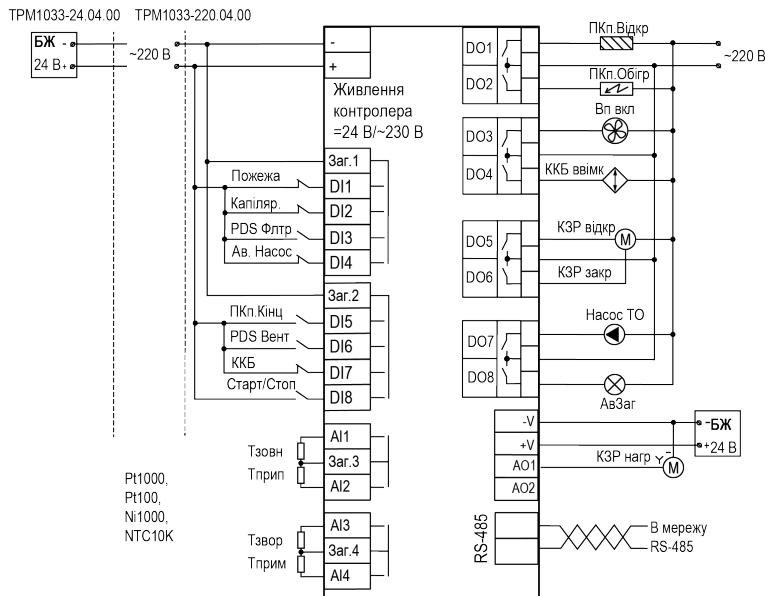 ТРМ1033-24.04.00
ТРМ1033-220.04.00
БЖ -
24 В +
~220 В
-
+
Живлення
контролера
=24 В/~230 В
Заг.1
Пожежа
DI1
Капіляр.
DI2
PDS Флтр
DI3
Ав. Насос
DI4
Заг.2
ПКп.Кінц
DI5
PDS Вент
DI6
ККБ
DI7
Старт/Стоп
DI8
AI1
Тзовн
Заг.3
Тприп
AI2
Pt1000,
Pt100,
Ni1000,
NTC10K
AI3
Тзвор
Заг.4
Тприм
AI4
ПКп.Відкр
DO1
~220 В
ПКп.Обігр
DO2
Вп вкл
DO3
ККБ ввімк
DO4
КЗР відкр
DO5
M
КЗР закр
DO6
Насос ТО
DO7
DO8
АвЗаг
-V
-БЖ
+V
+24 В
КЗР нагр
AO1
Y
-
M
AO2
RS-485
В мережу
RS-485